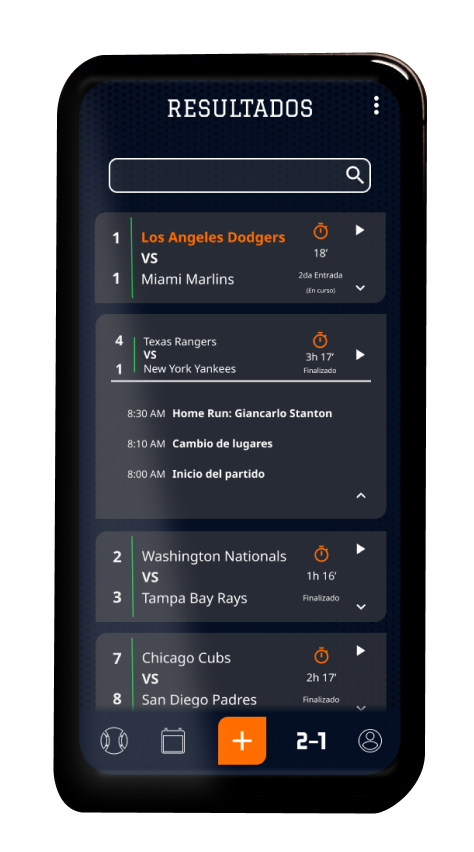 RESULTADOS
1 Los Angeles Dodgers 18’
VS
1 Miami Marlins 2da Entrada
(En curso)
4 Texas Rangers
VS 3h 17’
1 New York Yankees Finalizado
8:30 AM Home Run: Giancarlo Stanton
8:10 AM Cambio de lugares
8:00 AM Inicio del partido
2 Washington Nationals
VS 1h 16’
3 Tampa Bay Rays Finalizado
7 Chicago Cubs
VS 2h 17’
8 San Diego Padres Finalizado
2-1